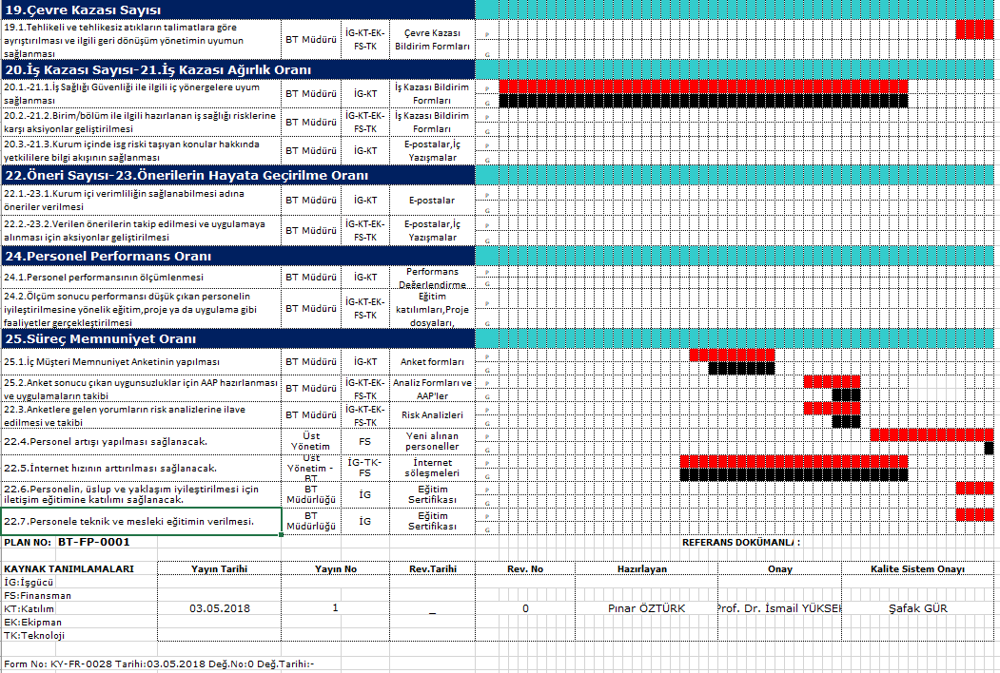 19.Çevre Kazası Sayısı
19.1.Tehlikeli ve tehlikesiz atıkların talimatlara göre
ayrıştırılması ve ilgili geri dönüşüm yönetimin uyumun
sağlanması
BT Müdürü
İG-KT-EK-
FS-TK
Çevre Kazası
Bildirim Formları
P
G
20.İş Kazası Sayısı-21.İş Kazası Ağırlık Oranı
20.1.-21.1.İş Sağlığı Güvenliği ile ilgili iç yönergelere uyum
sağlanması
BT Müdürü
İG-KT
İş Kazası Bildirim
Formları
P
G
20.2.-21.2.Birim/bölüm ile ilgili hazırlanan iş sağlığı risklerine
karşı aksiyonlar geliştirilmesi
BT Müdürü
İG-KT-EK-
FS-TK
İş Kazası Bildirim
Formları
P
G
20.3.-21.3.Kurum içinde isg riski taşıyan konular hakkında
yetkililere bilgi akışının sağlanması
BT Müdürü
İG-KT
E-postalar,İç
Yazışmalar
P
G
22.Öneri Sayısı-23.Önerilerin Hayata Geçirilme Oranı
22.1.-23.1.Kurum içi verimliliğin sağlanabilmesi adına
öneriler verilmesi
BT Müdürü
İG-KT
E-postalar
P
G
22.2.-23.2.Verilen önerilerin takip edilmesi ve uygulamaya
alınması için aksiyonlar geliştirilmesi
BT Müdürü
İG-KT-EK-
FS-TK
E-postalar,İç
Yazışmalar
P
G
24.Personel Performans Oranı
24.1.Personel performansının ölçümlenmesi
BT Müdürü
İG-KT
Performans
Değerlendirme
P
G
24.2.Ölçüm sonucu performansı düşük çıkan personelin
iyileştirilmesine yönelik eğitim,proje ya da uygulama gibi
faaliyetler gerçekleştirilmesi
BT Müdürü
İG-KT-EK-
FS-TK
Eğitim
katılımları,Proje
dosyaları,
P
G
25.Süreç Memnuniyet Oranı
25.1.İç Müşteri Memnuniyet Anketinin yapılması
BT Müdürü
İG-KT
Anket formları
P
G
25.2.Anket sonucu çıkan uygunsuzluklar için AAP hazırlanması
ve uygulamaların takibi
BT Müdürü
İG-KT-EK-
FS-TK
Analiz Formları ve
AAP'ler
P
G
22.3.Anketlere gelen yorumların risk analizlerine ilave
edilmesi ve takibi
BT Müdürü
İG-KT-EK-
FS-TK
Risk Analizleri
P
G
22.4.Personel artışı yapılması sağlanacak.
Üst
Yönetim
FS
Yeni alınan
personeller
P
G
22.5.İnternet hızının arttırılması sağlanacak.
Üst
Yönetim -
BT
İG-TK-
FS
İnternet
söleşmeleri
P
G
22.6.Personelin, üslup ve yaklaşım iyileştirilmesi için
iletişim eğitimine katılımı sağlanacak.
BT
Müdürlüğü
İG
Eğitim
Sertifikası
P
G
22.7.Personele teknik ve mesleki eğitimin verilmesi.
BT
Müdürlüğü
İG
Eğitim
Sertifikası
P
G
PLAN NO: BT-FP-0001
REFERANS DOKÜMANLA :
KAYNAK TANIMLAMALARI
Yayın Tarihi
Yayın No
Rev.Tarihi
Rev. No
Hazırlayan
Onay
Kalite Sistem Onayı
İG:İşgücü
FS:Finansman
KT:Katılım
EK:Ekipman
TK:Teknoloji
03.05.2018
1
_
0
Pınar ÖZTÜRK
Prof. Dr. İsmail YÜKSEK
Şafak GÜR
Form No: KY-FR-0028 Tarihi:03.05.2018 Değ.No:0 Değ.Tarihi:-